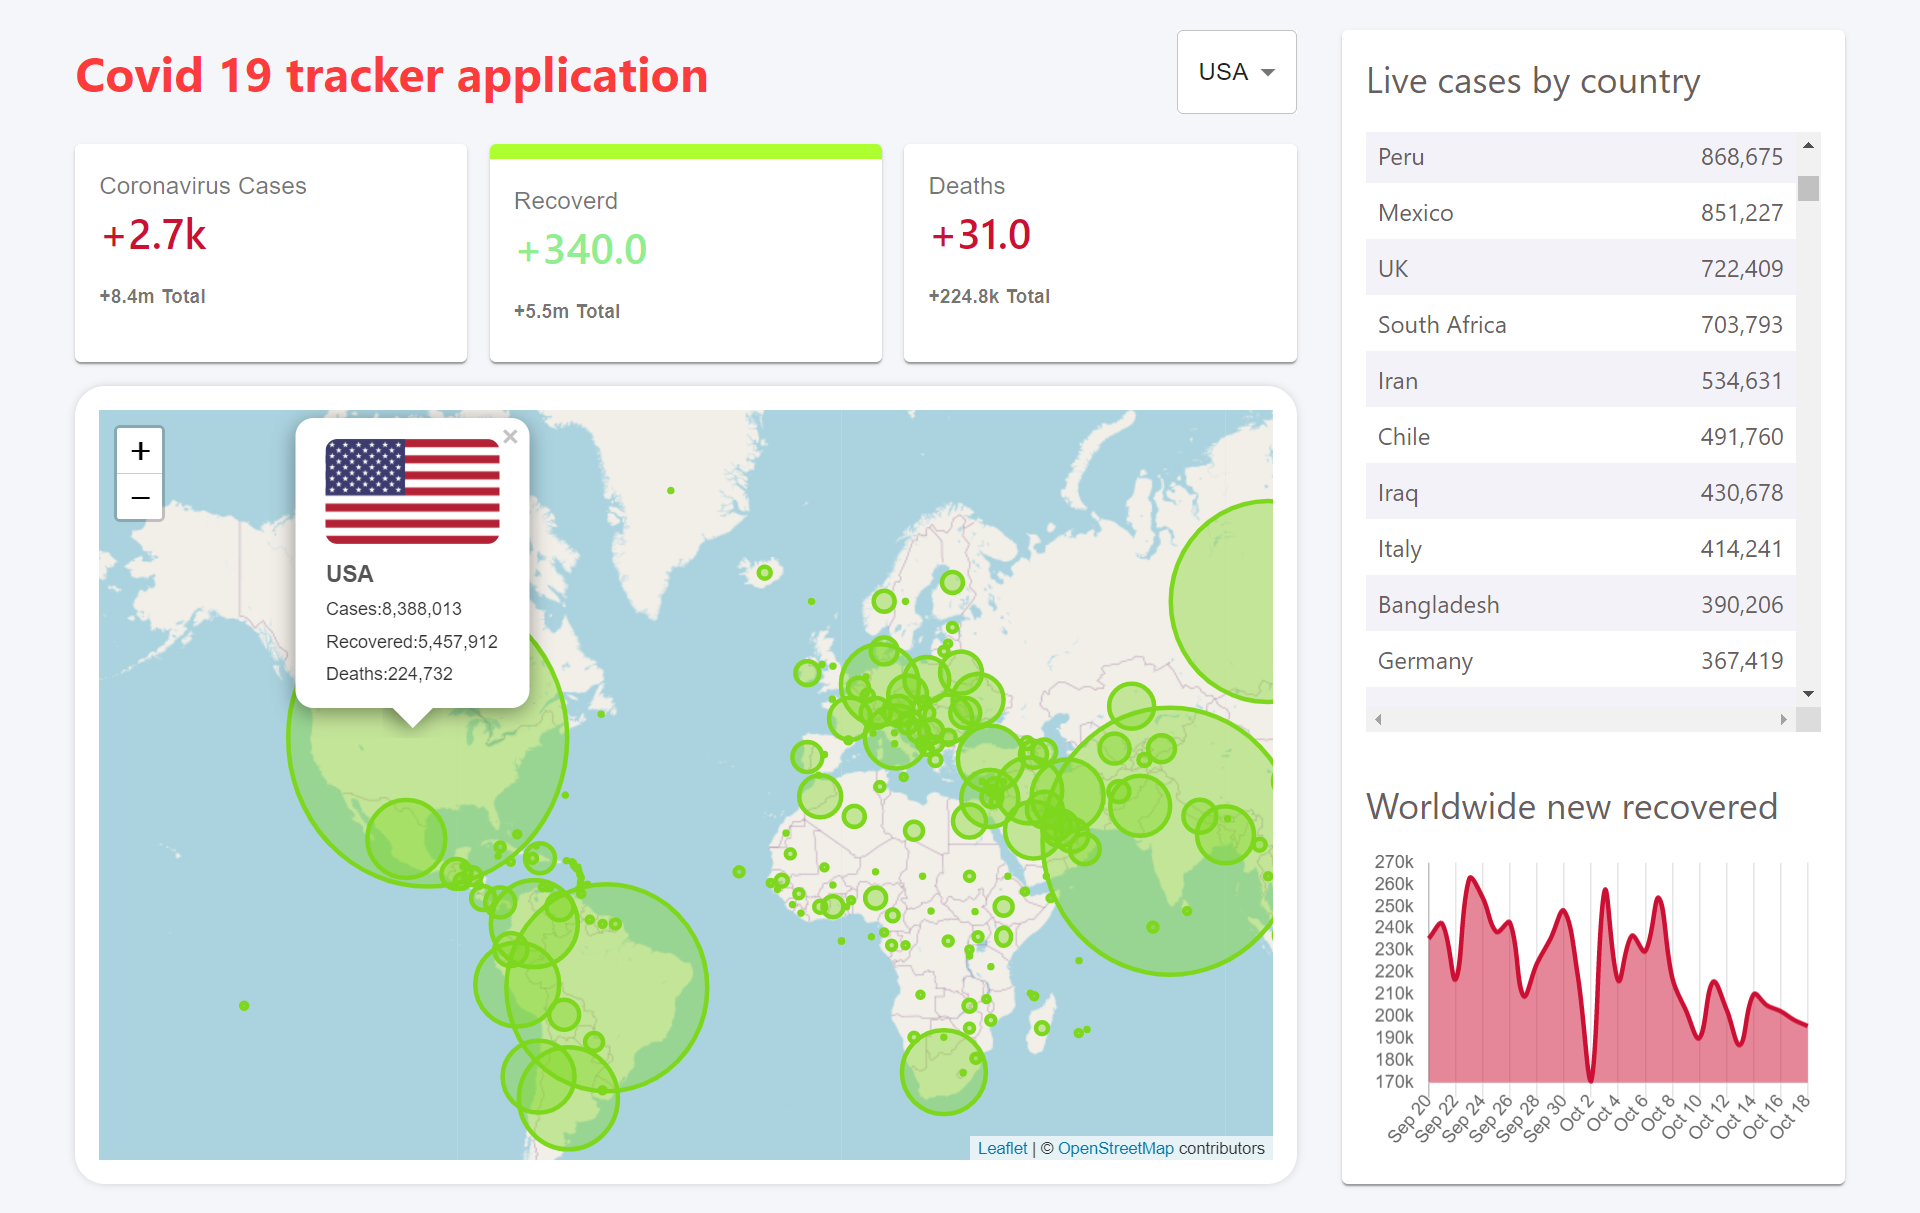 Covid 19 tracker application
USA
Coronavirus Cases
+2.7k
+8.4m Total
Recoverd
+340.0
+5.5m Total
Deaths
+31.0
+224.8k Total
+
−
×
USA
Cases:8,388,013
Recovered:5,457,912
Deaths:224,732
Leaflet | © OpenStreetMap contributors
Live cases by country
Peru 868,675
Mexico 851,227
UK 722,409
South Africa 703,793
Iran 534,631
Chile 491,760
Iraq 430,678
Italy 414,241
Bangladesh 390,206
Germany 367,419
Worldwide new recovered
270k
260k
250k
240k
230k
220k
210k
200k
190k
180k
170k
Sep 20
Sep 22
Sep 24
Sep 26
Sep 28
Sep 30
Oct 2
Oct 4
Oct 6
Oct 8
Oct 10
Oct 12
Oct 14
Oct 16
Oct 18